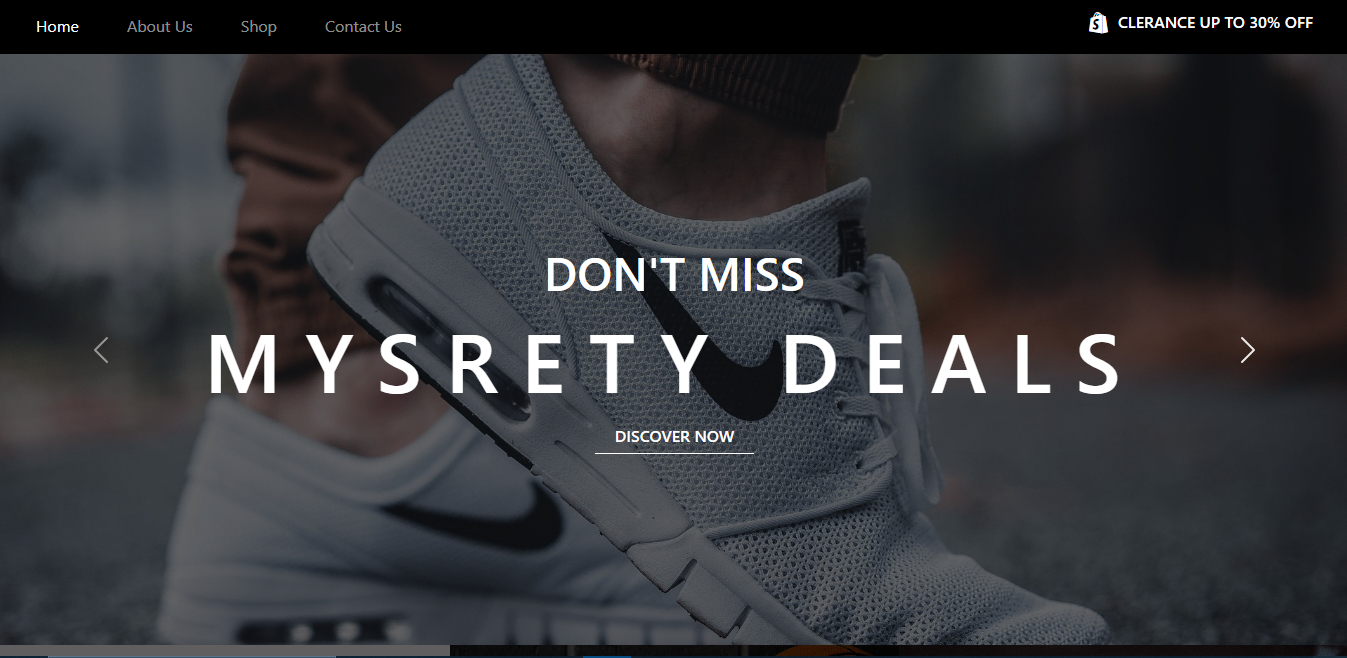 Home About Us Shop Contact Us CLERANCE UP TO 30% OFF
DON'T MISS
MYSRETY DEALS
DISCOVER NOW